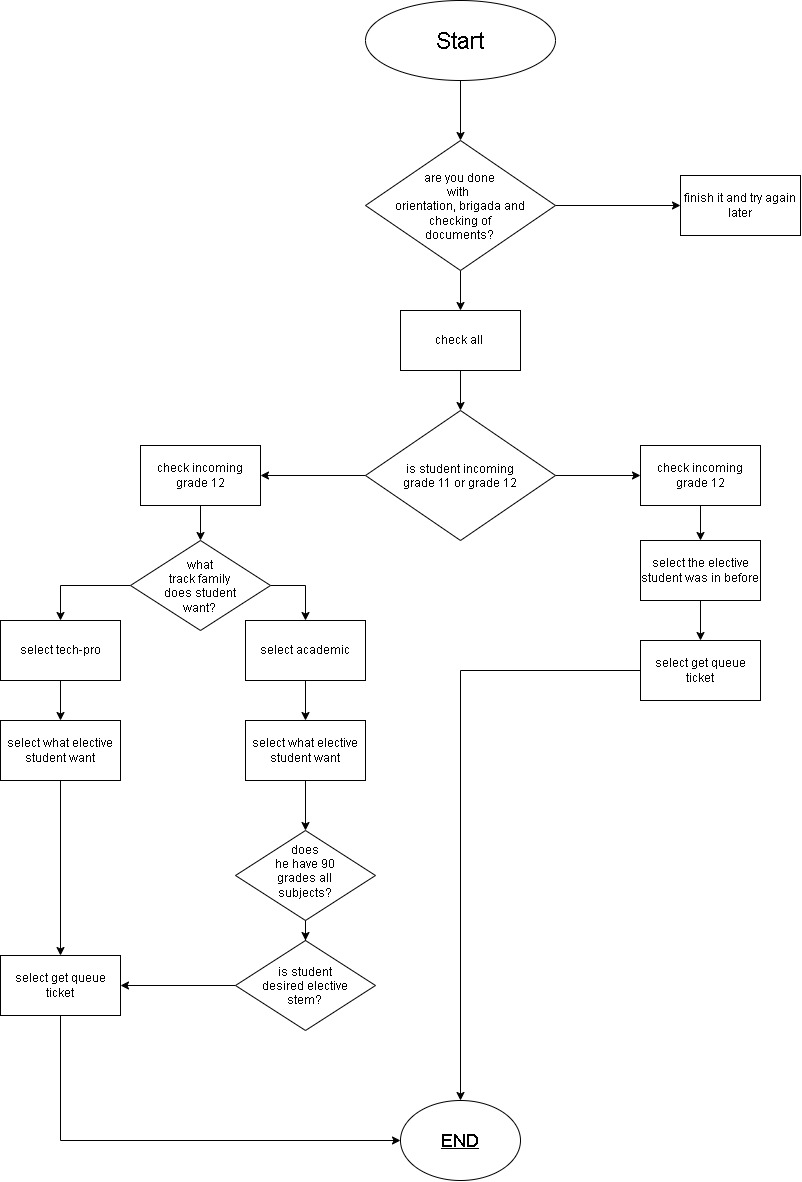 Start
are you done
with
orientation, brigada and
checking of
documents?
finish it and try again
later
check all
is student incoming
grade 11 or grade 12
check incoming
grade 12
check incoming
grade 12
what
track family
does student
want?
select the elective
student was in before
select tech-pro
select academic
select get queue
ticket
select what elective
student want
select what elective
student want
does
he have 90
grades all
subjects?
select get queue
ticket
is student
desired elective
stem?
END